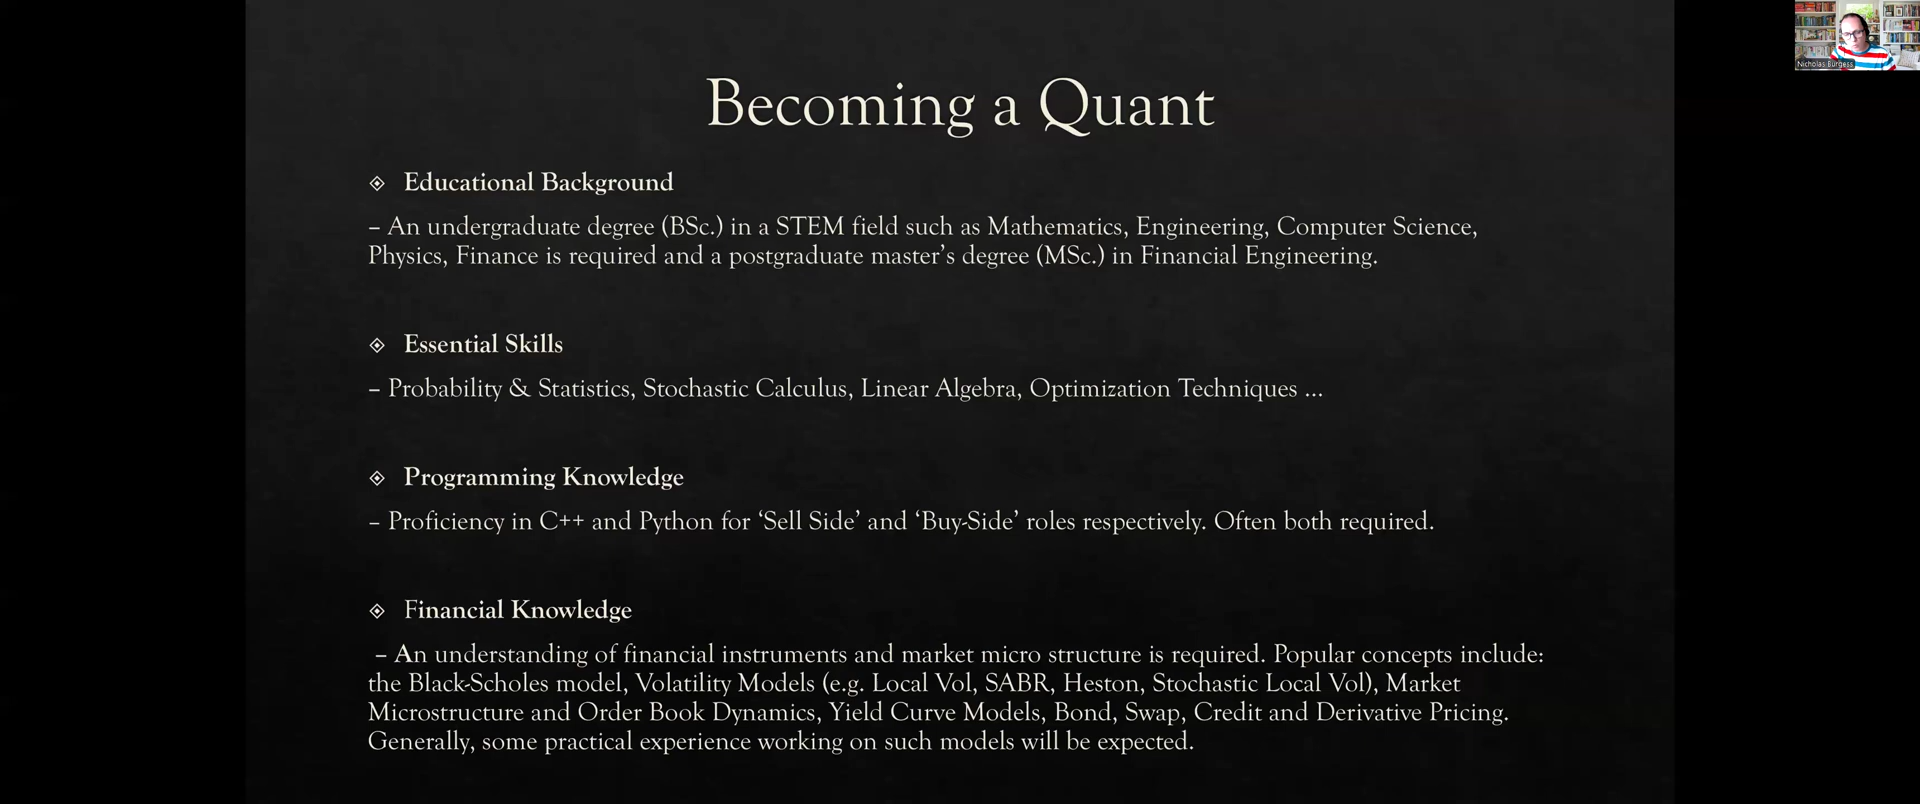 Becoming a Quant
Educational Background
– An undergraduate degree (BSc.) in a STEM field such as Mathematics, Engineering, Computer Science,
Physics, Finance is required and a postgraduate master's degree (MSc.) in Financial Engineering.
Essential Skills
– Probability & Statistics, Stochastic Calculus, Linear Algebra, Optimization Techniques ...
Programming Knowledge
– Proficiency in C++ and Python for ‘Sell Side’ and ‘Buy-Side’ roles respectively. Often both required.
Financial Knowledge
– An understanding of financial instruments and market micro structure is required. Popular concepts include:
the Black-Scholes model, Volatility Models (e.g. Local Vol, SABR, Heston, Stochastic Local Vol), Market
Microstructure and Order Book Dynamics, Yield Curve Models, Bond, Swap, Credit and Derivative Pricing.
Generally, some practical experience working on such models will be expected.
Nicholas Burgess